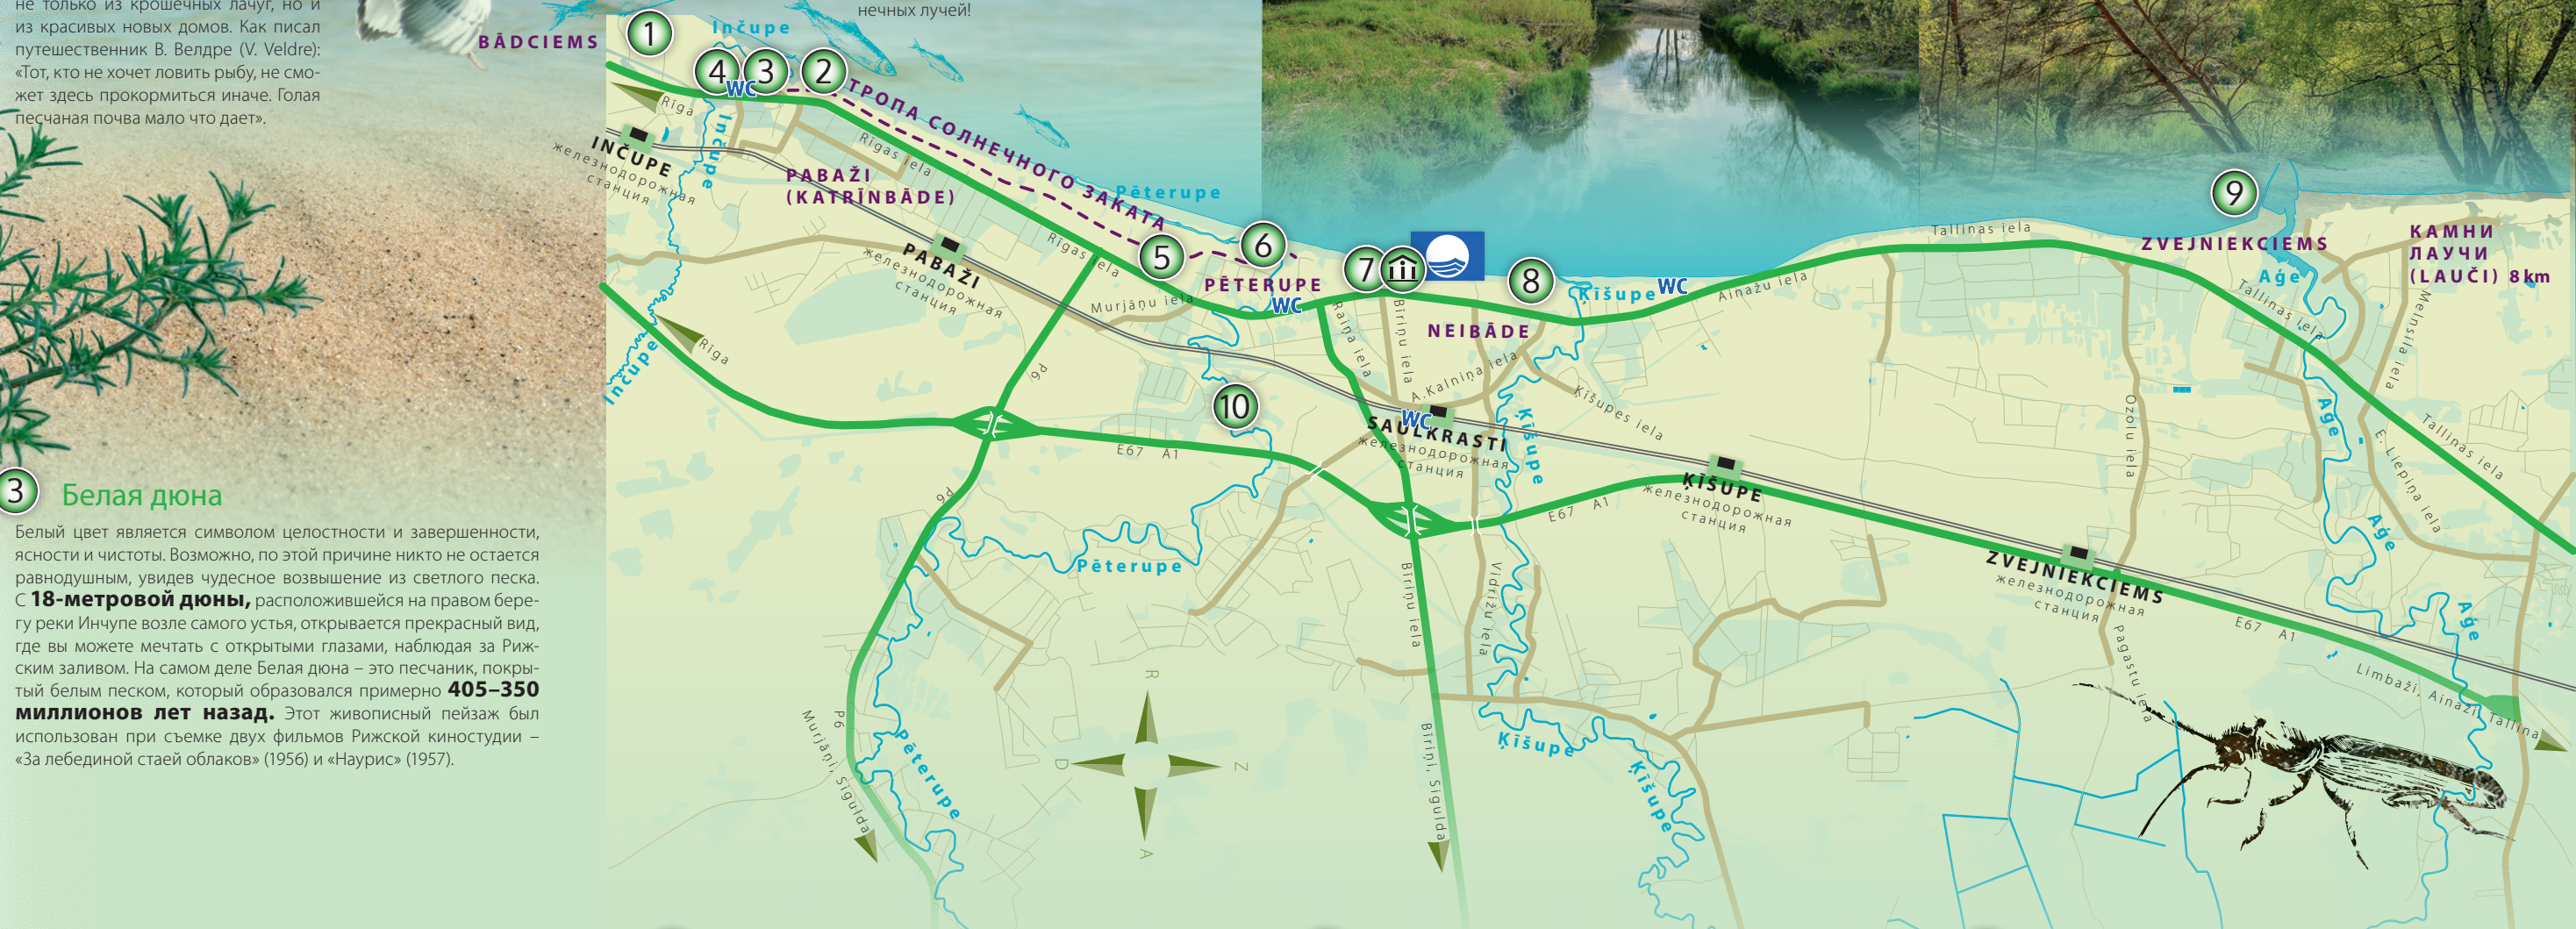 не только из крошечных лачуг, но и
из красивых новых домов. Как писал
путешественник В. Велдре (V. Veldre):
«Тот, кто не хочет ловить рыбу, не смо-
жет здесь прокормиться иначе. Голая
песчаная почва мало что дает».
нечных лучей!
3 Белая дюна
Белый цвет является символом целостности и завершенности,
ясности и чистоты. Возможно, по этой причине никто не остается
равнодушным, увидев чудесное возвышение из светлого песка.
С 18-метровой дюны, расположившейся на правом бере-
гу реки Инчупе возле самого устья, открывается прекрасный вид,
где вы можете мечтать с открытыми глазами, наблюдая за Риж-
ским заливом. На самом деле Белая дюна – это песчаник, покры-
тый белым песком, который образовался примерно 405–350
миллионов лет назад. Этот живописный пейзаж был
использован при съемке двух фильмов Рижской киностудии –
«За лебединой стаей облаков» (1956) и «Наурис» (1957).
BĀDCIEMS
1
Inčupe
4
WC
3
2
ТРОПА СОЛНЕЧНОГО ЗАКАТА
Rīga
INČUPE
железнодорожная
станция
Inčupe
Rīgas iela
PABAŽI
(KATRĪNBĀDE)
Pēterupe
PABAŽI
железнодорожная
станция
Rīgas iela
5
6
PĒTERUPE
WC
Murjāņu iela
7
8
NEIBĀDE
Ķīšupe
WC
Ainažu iela
Tallinas iela
9
ZVEJNIEKCIEMS
КАМНИ
ЛАУЧИ
(LAUČI) 8 km
Aģe
Tallinas iela
Melnsila iela
Raiņa iela
Bīriņu iela
A.Kalniņa iela
Ķīšupes iela
Inčupe
Rīga
P6
10
WC
SAULKRASTI
железнодорожная
станция
Ķīšupe
Ozolu iela
Aģe
E. Liepiņa iela
Tallinas iela
E67 A1
ĶĪŠUPE
железнодорожная
станция
E67 A1
P6
Aģe
Pēterupe
Bīriņu iela
Vidrižu iela
ZVEJNIEKCIEMS
железнодорожная
станция
Aģe
E67 A1
Pagastu iela
Limbaži, Ainaži, Tallina
P6
Murjāņi, Sigulda
Pēterupe
R
D
Z
A
Bīriņi, Sigulda
Ķīšupe
Ķīšupe